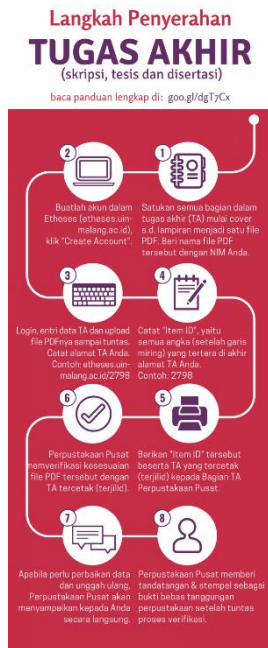 Langkah Penyerahan
TUGAS AKHIR
(skripsi, tesis dan disertasi)
baca panduan lengkap di: goo.gl/dgT7Cx
1
Satukan semua bagian dalam
tugas akhir (TA) mulai cover
s.d. lampiran menjadi satu file
PDF. Beri nama file PDF
tersebut dengan NIM Anda.
2
Buatlah akun dalam
Etheses (etheses.uin-
malang.ac.id),
klik "Create Account".
3
Login, entri data TA dan upload
file PDFnya sampai tuntas.
Catat alamat TA Anda.
Contoh: etheses.uin-
malang.ac.id/2798
4
Catat "Item ID", yaitu
semua angka (setelah garis
miring) yang tertera di akhir
alamat TA Anda.
Contoh: 2798
5
Berikan "Item ID" tersebut
beserta TA yang tercetak
(terjilid) kepada Bagian TA
Perpustakaan Pusat.
6
Perpustakaan Pusat
memverifikasi kesesuaian
file PDF tersebut dengan
TA tercetak (terjilid).
7
Apabila perlu perbaikan data
dan unggah ulang,
Perpustakaan Pusat akan
menyampaikan kepada Anda
secara langsung.
8
Perpustakaan Pusat memberi
tandatangan & stempel sebagai
bukti bebas tanggungan
perpustakaan setelah tuntas
proses verifikasi.